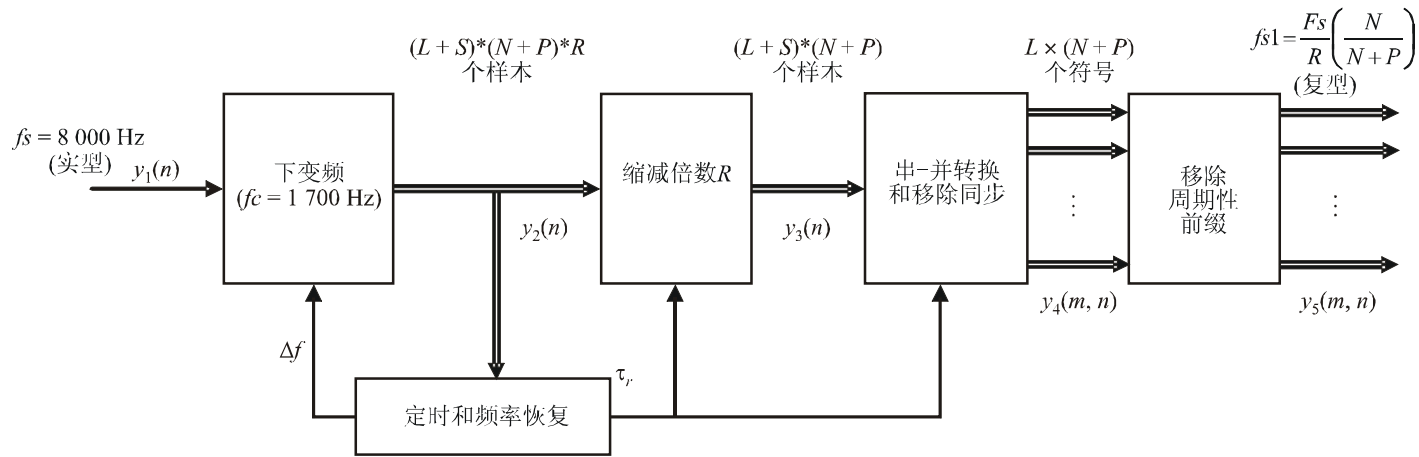 (L + S)*(N + P)*R
个样木
(L + S)*(N + P)
个样木
L × (N + P)
个符号
fs1 = Fs/R (N/(N + P))
(复型)
fs = 8 000 Hz
(实型)
y1(n)
下变频
(fc = 1 700 Hz)
y2(n)
缩减倍数R
y3(n)
串-并转换
和移除同步
⋮
y4(m, n)
移除
周期性
前缀
⋮
y5(m, n)
Δf
定时和频率恢复
τr